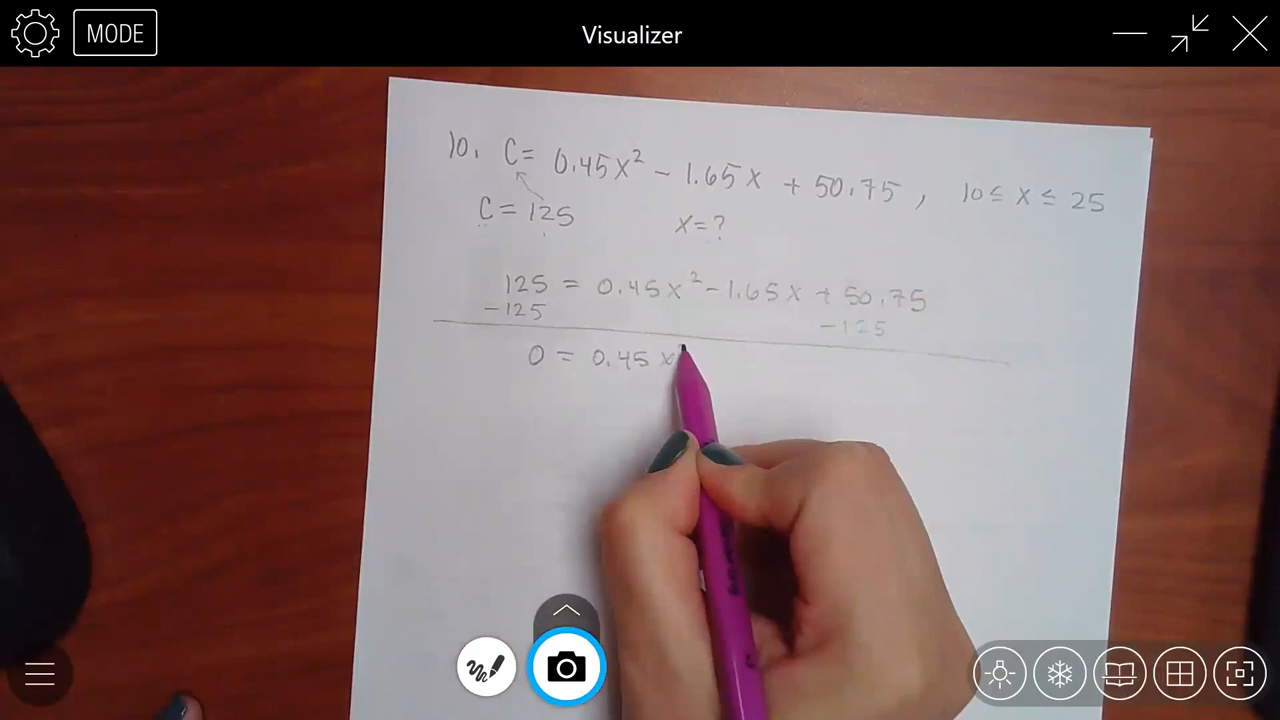 MODE
Visualizer
10. C = 0.45x² - 1.65x + 50.75, 10 ≤ x ≤ 25
C = 125 x = ?
125 = 0.45x² - 1.65x + 50.75
-125 -125
0 = 0.45x